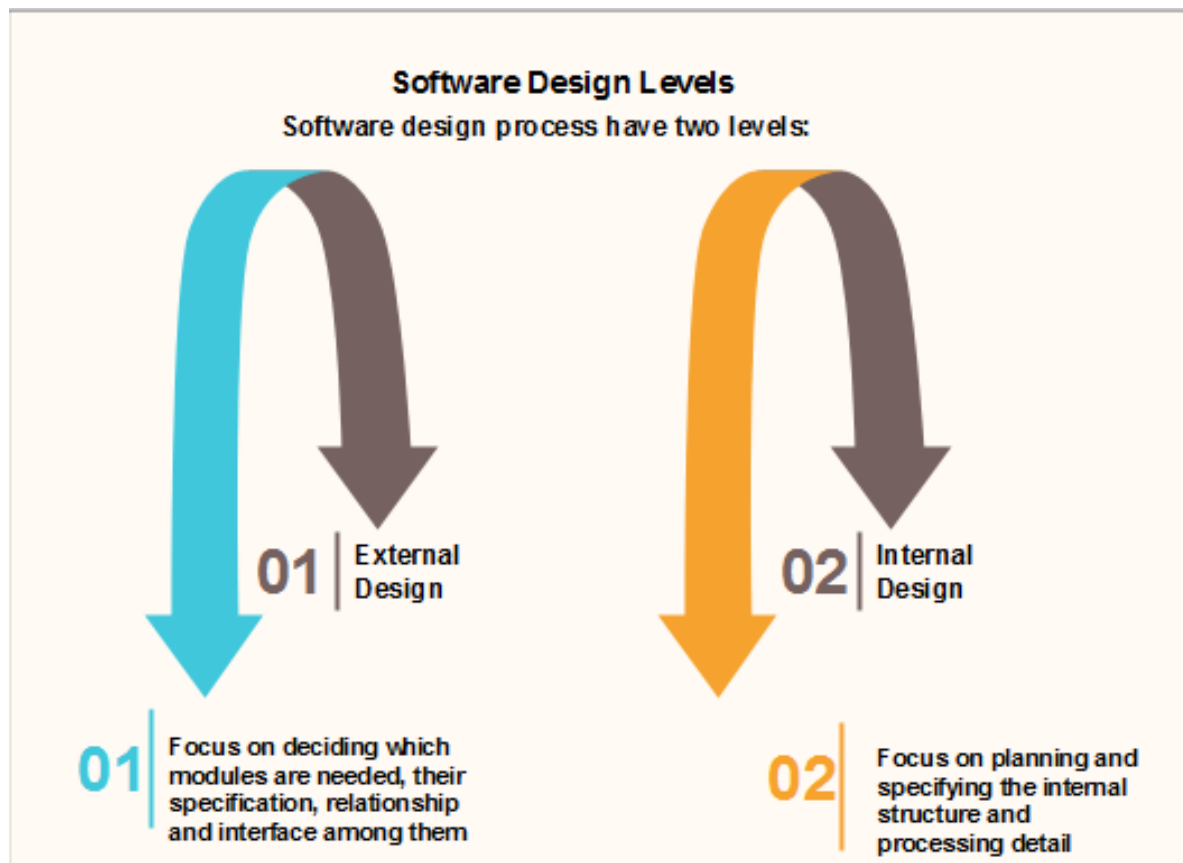 Software Design Levels
Software design process have two levels:
01
External
Design
02
Internal
Design
01
Focus on deciding which
modules are needed, their
specification, relationship
and interface among them
02
Focus on planning and
specifying the internal
structure and
processing detail